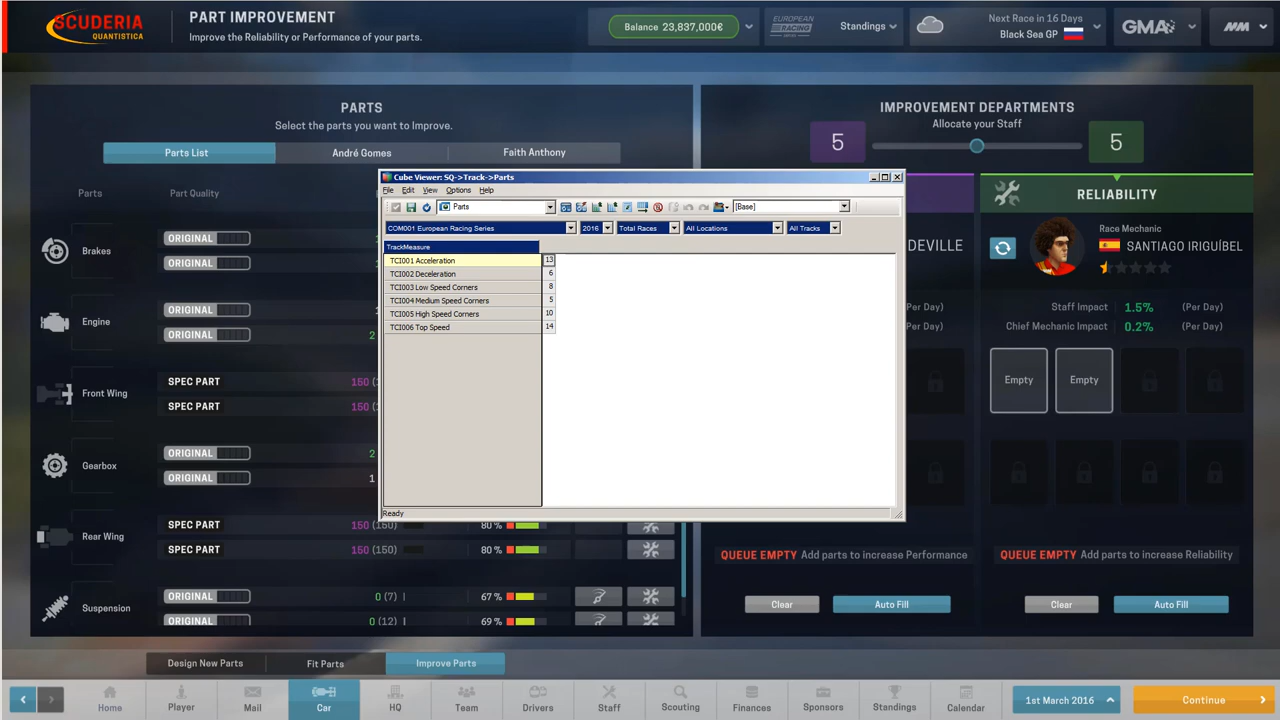 SCUDERIA
QUANTISTICA
PART IMPROVEMENT
Improve the Reliability or Performance of your parts.
Balance 23,837,000€
EUROPEAN
RACING
Standings
Next Race in 16 Days
Black Sea GP
GMA
PARTS
Select the parts you want to Improve.
Parts List
André Gomes
Faith Anthony
Parts
Part Quality
Brakes
ORIGINAL
ORIGINAL
Engine
ORIGINAL
ORIGINAL
2
Front Wing
SPEC PART
150 (1
SPEC PART
150 (1
Gearbox
ORIGINAL
2
ORIGINAL
1
Rear Wing
SPEC PART
150 (150)
80 %
SPEC PART
150 (150)
80 %
Suspension
ORIGINAL
0 (7)
67 %
ORIGINAL
0 (12)
69 %
IMPROVEMENT DEPARTMENTS
Allocate your Staff
5
5
DEVILLE
per Day)
per Day)
RELIABILITY
Race Mechanic
SANTIAGO IRIGUÍBEL
Staff Impact 1.5% (Per Day)
Chief Mechanic Impact 0.2% (Per Day)
Empty
Empty
QUEUE EMPTY Add parts to increase Performance
QUEUE EMPTY Add parts to increase Reliability
Clear
Auto Fill
Clear
Auto Fill
Cube Viewer: SQ->Track->Parts
File Edit View Options Help
Parts
[Base]
COM001 European Racing Series
2016
Total Races
All Locations
All Tracks
TrackMeasure
TCI001 Acceleration 13
TCI002 Deceleration 6
TCI003 Low Speed Corners 8
TCI004 Medium Speed Corners 5
TCI005 High Speed Corners 10
TCI006 Top Speed 14
Ready
Design New Parts
Fit Parts
Improve Parts
Home
Player
Mail
Car
HQ
Team
Drivers
Staff
Scouting
Finances
Sponsors
Standings
Calendar
1st March 2016
Continue